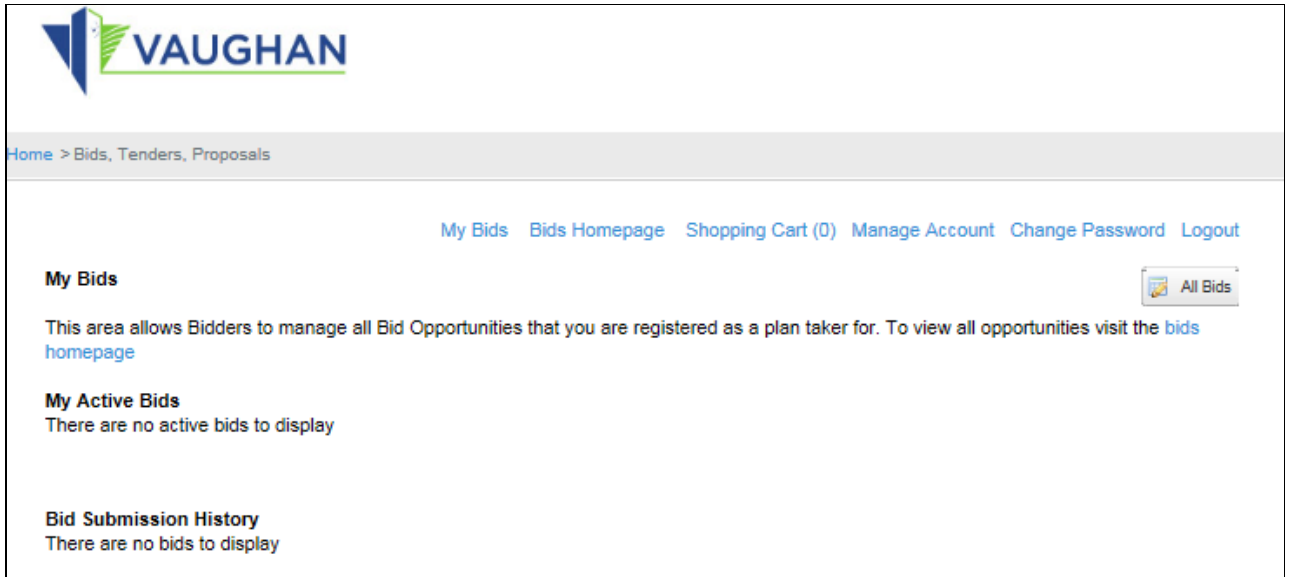 VAUGHAN
Home > Bids, Tenders, Proposals
My Bids Bids Homepage Shopping Cart (0) Manage Account Change Password Logout
My Bids
All Bids
This area allows Bidders to manage all Bid Opportunities that you are registered as a plan taker for. To view all opportunities visit the bids
homepage
My Active Bids
There are no active bids to display
Bid Submission History
There are no bids to display